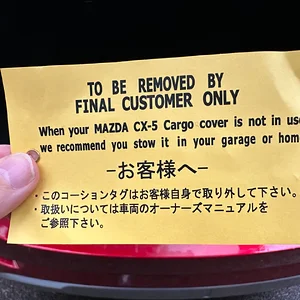 TO BE REMOVED BY
FINAL CUSTOMER ONLY
When your MAZDA CX-5 Cargo cover is not in use
we recommend you stow it in your garage or home
-お客様へ-
・このコーションタグはお客様自身で取り外して下さい。
・取扱いについては車両のオーナーズマニュアルを
ご参照下さい。